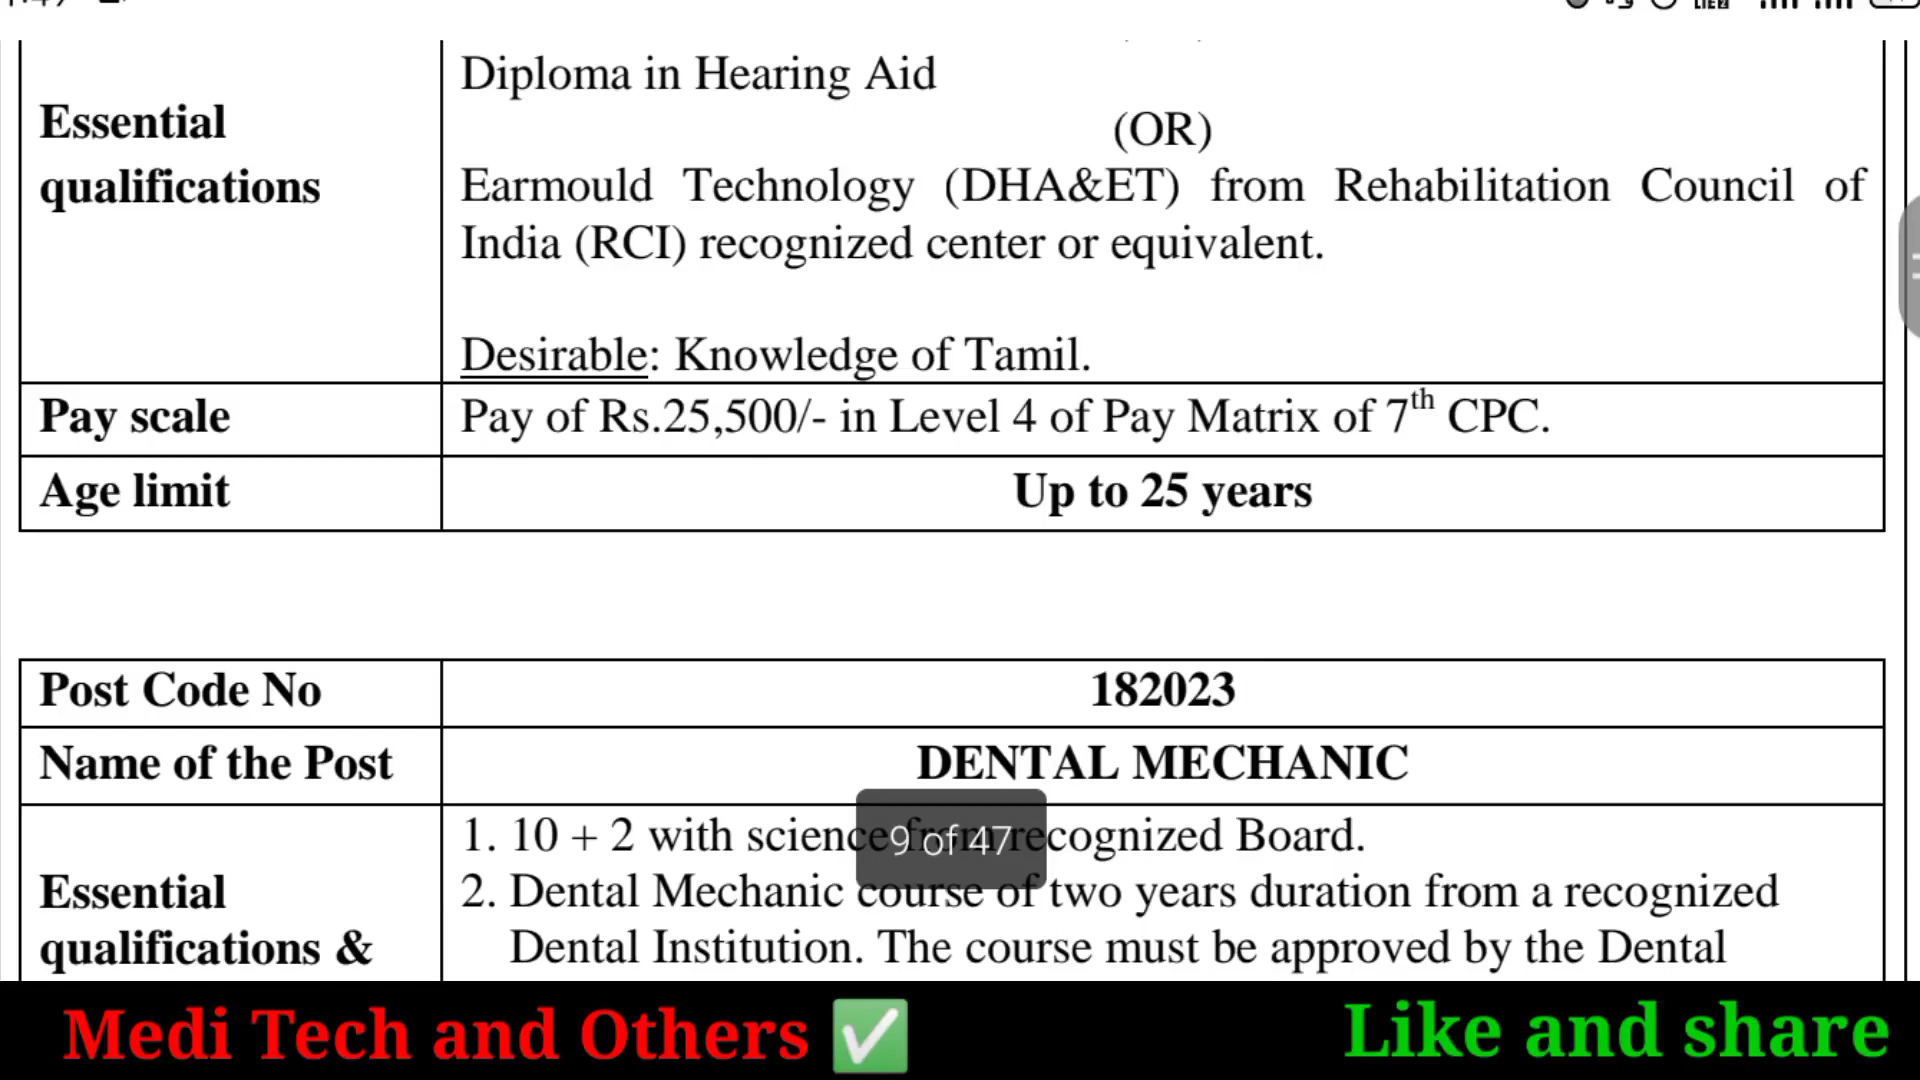 Diploma in Hearing Aid
(OR)
Essential
qualifications
Earmould Technology (DHA&ET) from Rehabilitation Council of
India (RCI) recognized center or equivalent.
Desirable: Knowledge of Tamil.
Pay scale
Pay of Rs.25,500/- in Level 4 of Pay Matrix of 7th CPC.
Age limit
Up to 25 years
Post Code No
182023
Name of the Post
DENTAL MECHANIC
Essential
qualifications &
1. 10 + 2 with science from recognized Board.
9 of 47
2. Dental Mechanic course of two years duration from a recognized
Dental Institution. The course must be approved by the Dental
Medi Tech and Others ✅
Like and share